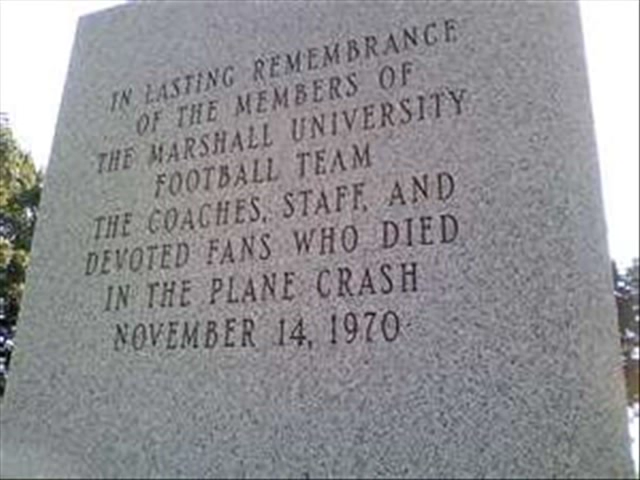 IN LASTING REMEMBRANCE
OF THE MEMBERS OF
THE MARSHALL UNIVERSITY
FOOTBALL TEAM
THE COACHES, STAFF, AND
DEVOTED FANS WHO DIED
IN THE PLANE CRASH
NOVEMBER 14, 1970